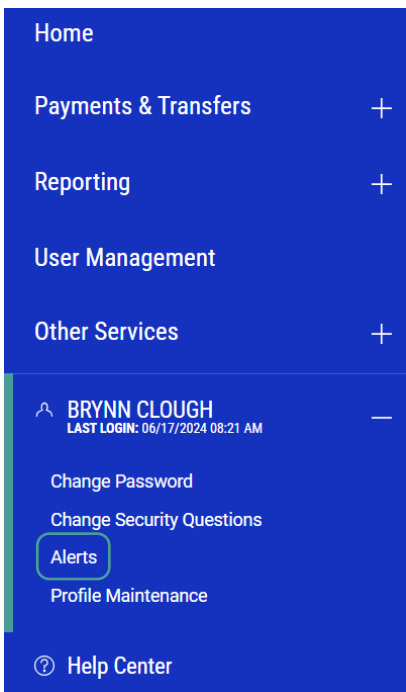 Home
Payments & Transfers
Reporting
User Management
Other Services
BRYNN CLOUGH
LAST LOGIN: 06/17/2024 08:21 AM
Change Password
Change Security Questions
Alerts
Profile Maintenance
Help Center